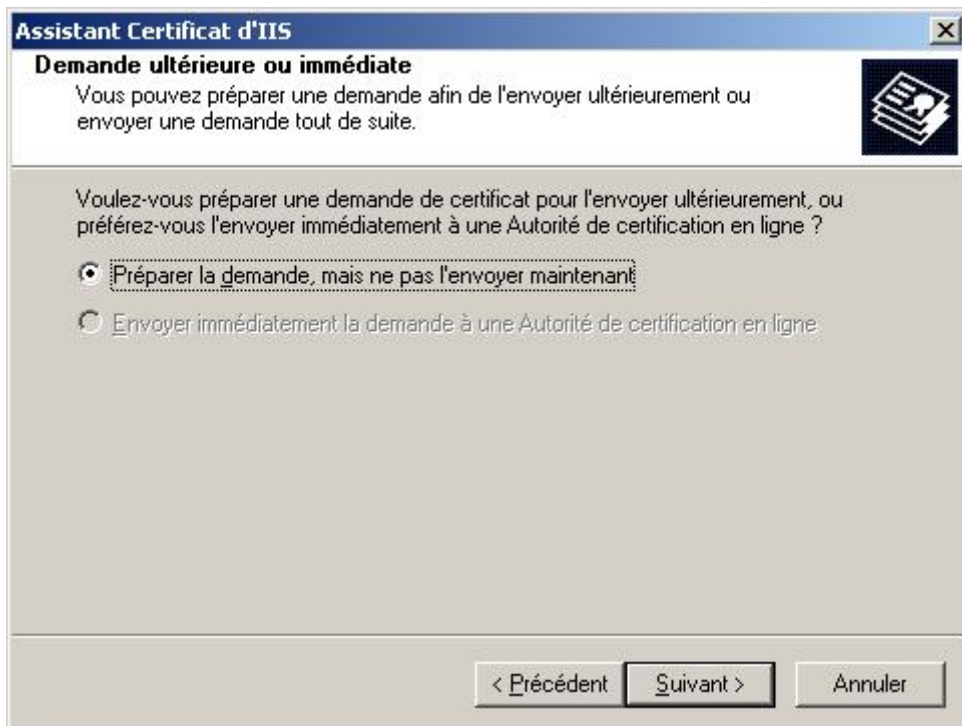 Assistant Certificat d'IIS
Demande ultérieure ou immédiate
Vous pouvez préparer une demande afin de l'envoyer ultérieurement ou
envoyer une demande tout de suite.
Voulez-vous préparer une demande de certificat pour l'envoyer ultérieurement, ou
préférez-vous l'envoyer immédiatement à une Autorité de certification en ligne ?
Préparer la demande, mais ne pas l'envoyer maintenant
Envoyer immédiatement la demande à une Autorité de certification en ligne
< Précédent
Suivant >
Annuler